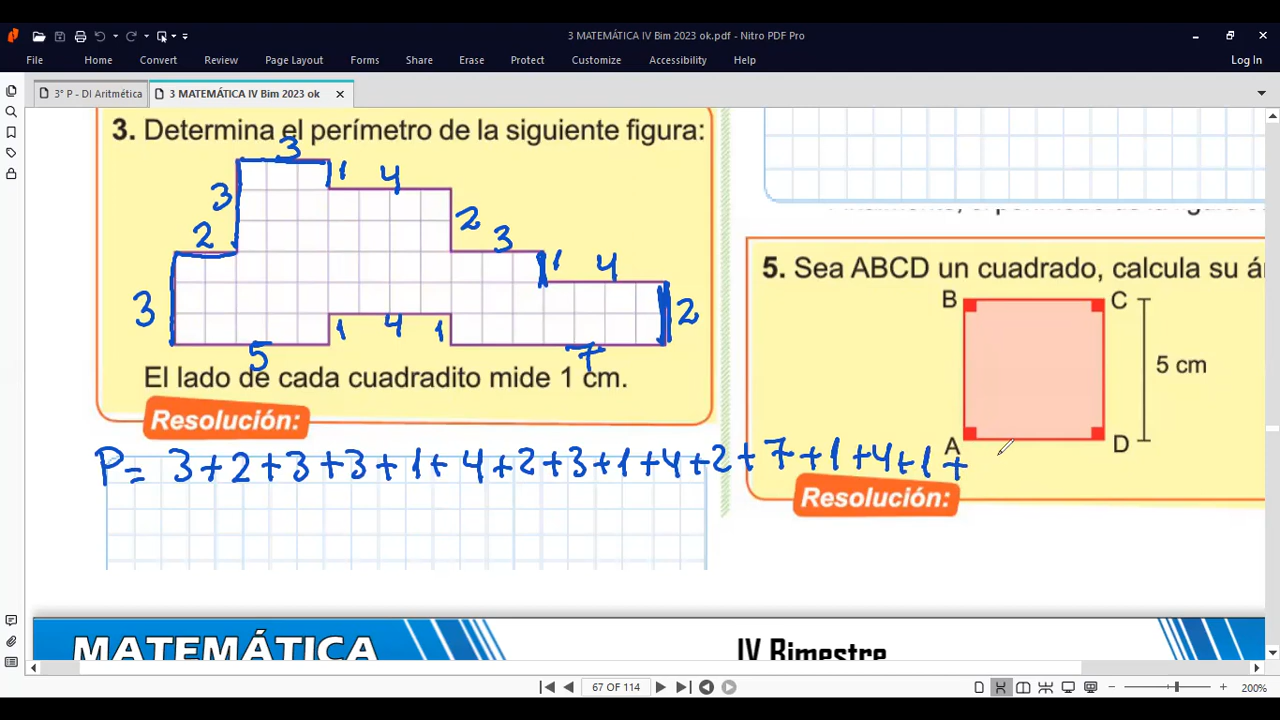 3 MATEMÁTICA IV Bim 2023 ok.pdf - Nitro PDF Pro
File Home Convert Review Page Layout Forms Share Erase Protect Customize Accessibility Help Log In
3° P - DI Aritmética 3 MATEMÁTICA IV Bim 2023 ok
3. Determina el perímetro de la siguiente figura:
3
1
4
3
2
2
3
1
4
3
2
1
4
1
5
7
El lado de cada cuadradito mide 1 cm.
Resolución:
P= 3+2+3+3+1+4+2+3+1+4+2+7+1+4+1+
5. Sea ABCD un cuadrado, calcula su
B
C
5 cm
A
D
Resolución:
MATEMÁTICA
IV Bimestre
67 OF 114
200%